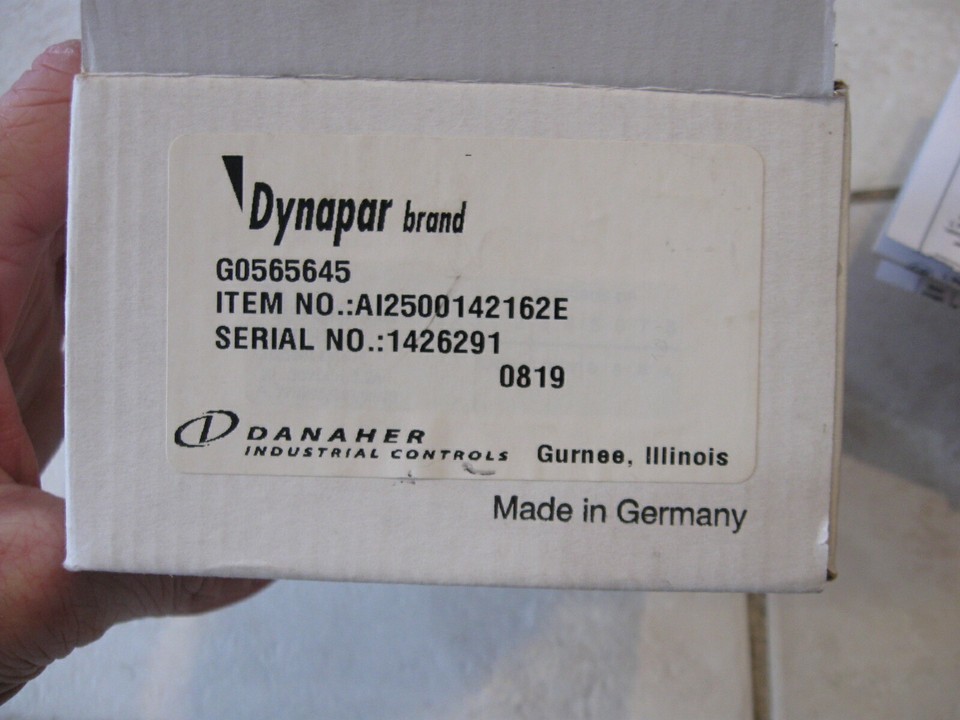 Dynapar brand
G0565645
ITEM NO.:AI2500142162E
SERIAL NO.:1426291
0819
DANAHER
INDUSTRIAL CONTROLS Gurnee, Illinois
Made in Germany